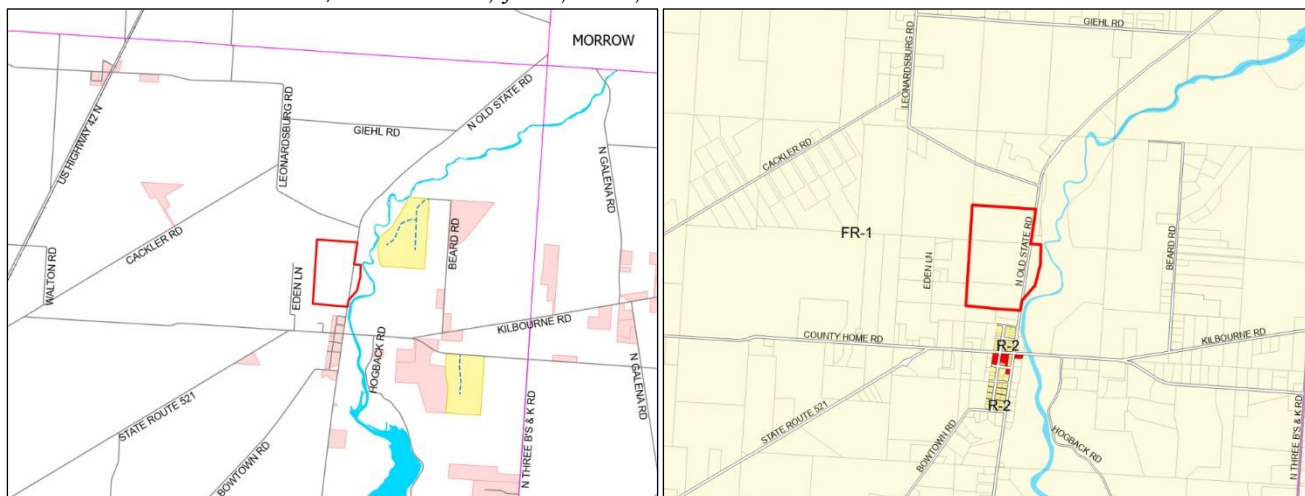 MORROW
US HIGHWAY 42 N
LEONARDSBURG RD
GIEHL RD
N OLD STATE RD
N GALENA RD
CACKLER RD
WALTON RD
EDEN LN
BEARD RD
KILBOURNE RD
HOGBACK RD
STATE ROUTE 521
BOWTOWN RD
N THREE B'S & K RD
N GALENA RD
GIEHL RD
LEONARDSBURG RD
CACKLER RD
FR-1
EDEN LN
N OLD STATE RD
BEARD RD
COUNTY HOME RD
KILBOURNE RD
R-2
STATE ROUTE 521
R-2
BOWTOWN RD
HOGBACK RD
N THREE B'S & K RD